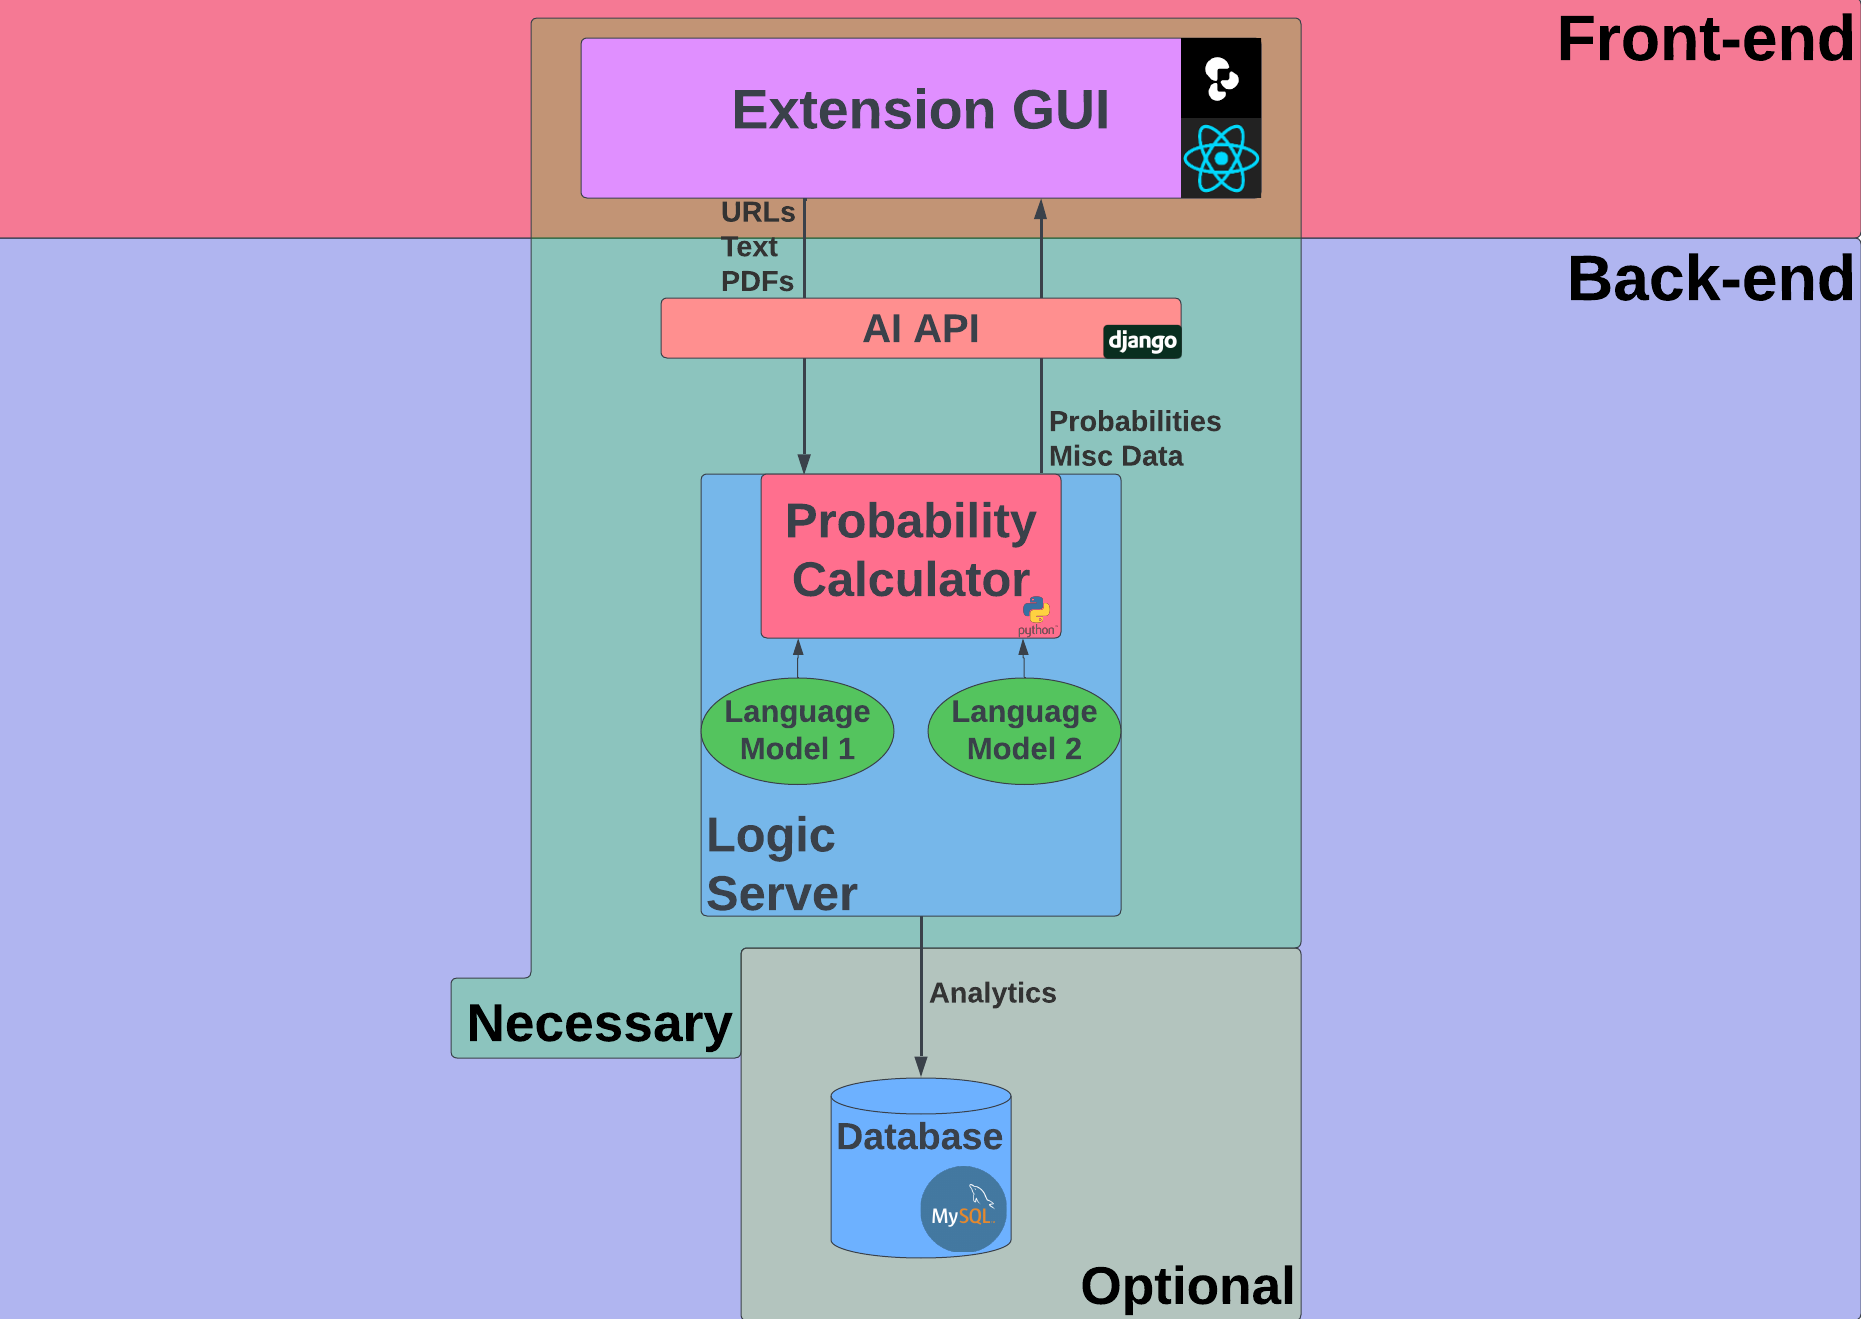 Front-end
Extension GUI
URLs
Text
PDFs
Back-end
AI API
django
Probabilities
Misc Data
Probability
Calculator
python
Language
Model 1
Language
Model 2
Logic
Server
Analytics
Necessary
Database
MySQL
Optional